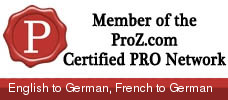 P
Member of the
ProZ.com
Certified PRO Network
English to German, French to German